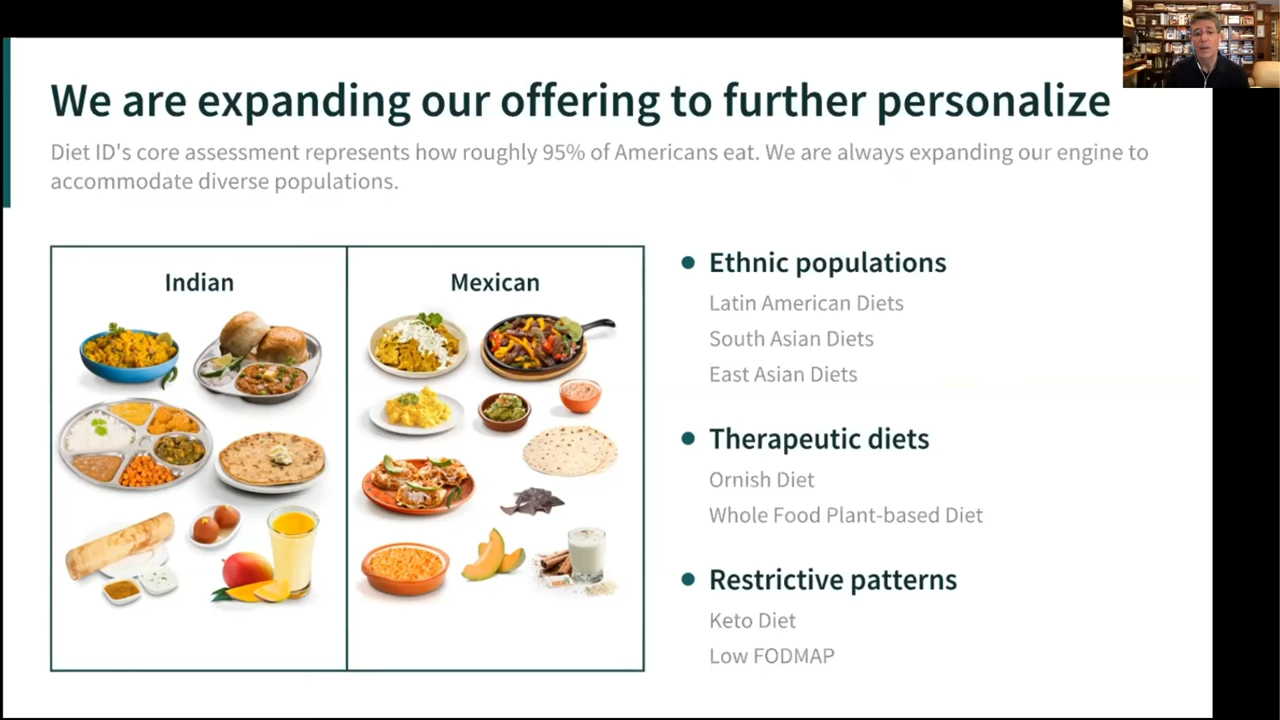 We are expanding our offering to further personalize
Diet ID's core assessment represents how roughly 95% of Americans eat. We are always expanding our engine to
accommodate diverse populations.
Indian
Mexican
Ethnic populations
Latin American Diets
South Asian Diets
East Asian Diets
Therapeutic diets
Ornish Diet
Whole Food Plant-based Diet
Restrictive patterns
Keto Diet
Low FODMAP